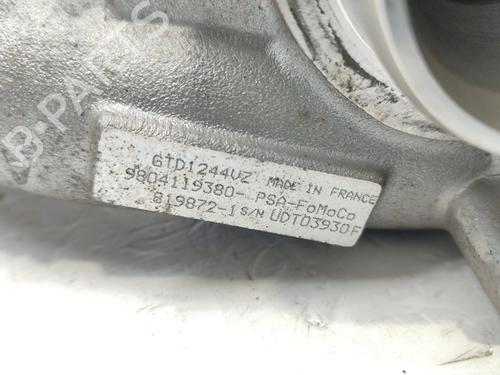 B-PARTS
GTD1244VZ MADE IN FRANCE
9804119380- PSA-FoMoCo
819872-1 S/N UDT03930F